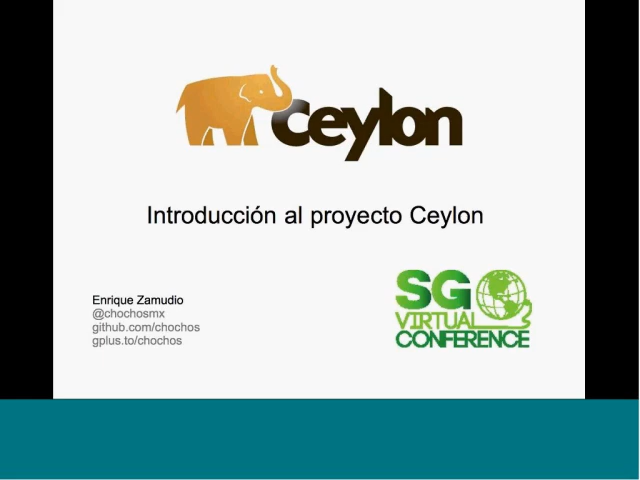 Ceylon
Introducción al proyecto Ceylon
Enrique Zamudio
@chochosmx
github.com/chochos
gplus.to/chochos
SG
VIRTUAL
CONFERENCE